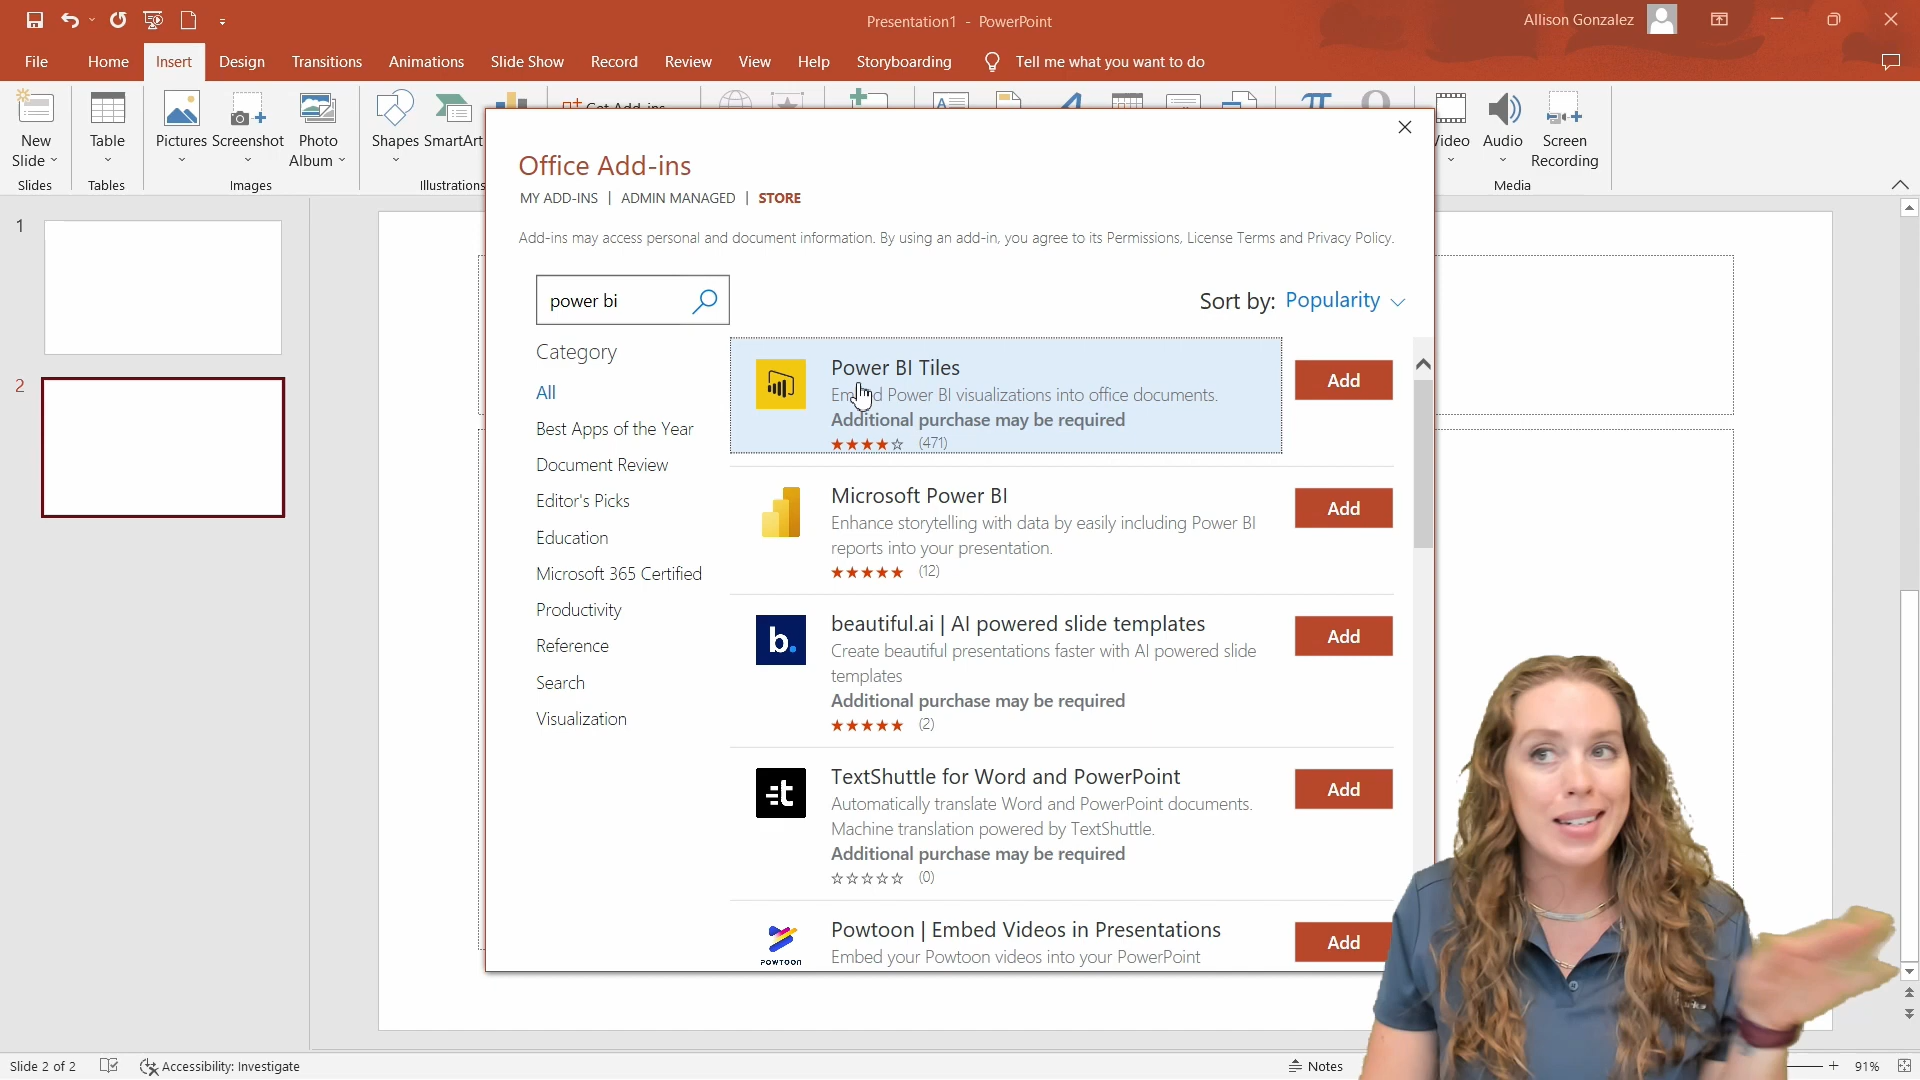 Presentation1 - PowerPoint
Allison Gonzalez
File Home Insert Design Transitions Animations Slide Show Record Review View Help Storyboarding Tell me what you want to do
New
Slide
Slides
Table
Tables
Pictures
Screenshot
Photo
Album
Images
Shapes
SmartArt
Illustrations
Audio
Screen
Recording
Media
Office Add-ins
MY ADD-INS | ADMIN MANAGED | STORE
Add-ins may access personal and document information. By using an add-in, you agree to its Permissions, License Terms and Privacy Policy.
power bi
Sort by: Popularity
Category
All
Best Apps of the Year
Document Review
Editor's Picks
Education
Microsoft 365 Certified
Productivity
Reference
Search
Visualization
Power BI Tiles
Power BI visualizations into office documents.
Additional purchase may be required
(471)
Add
Microsoft Power BI
Enhance storytelling with data by easily including Power BI
reports into your presentation.
(12)
Add
b.
beautiful.ai | AI powered slide templates
Create beautiful presentations faster with AI powered slide
templates
Additional purchase may be required
(2)
Add
TextShuttle for Word and PowerPoint
Automatically translate Word and PowerPoint documents.
Machine translation powered by TextShuttle.
Additional purchase may be required
(0)
Add
POWTOON
Powtoon | Embed Videos in Presentations
Embed your Powtoon videos into your PowerPoint
Add
1
2
Slide 2 of 2
Accessibility: Investigate
Notes
91%